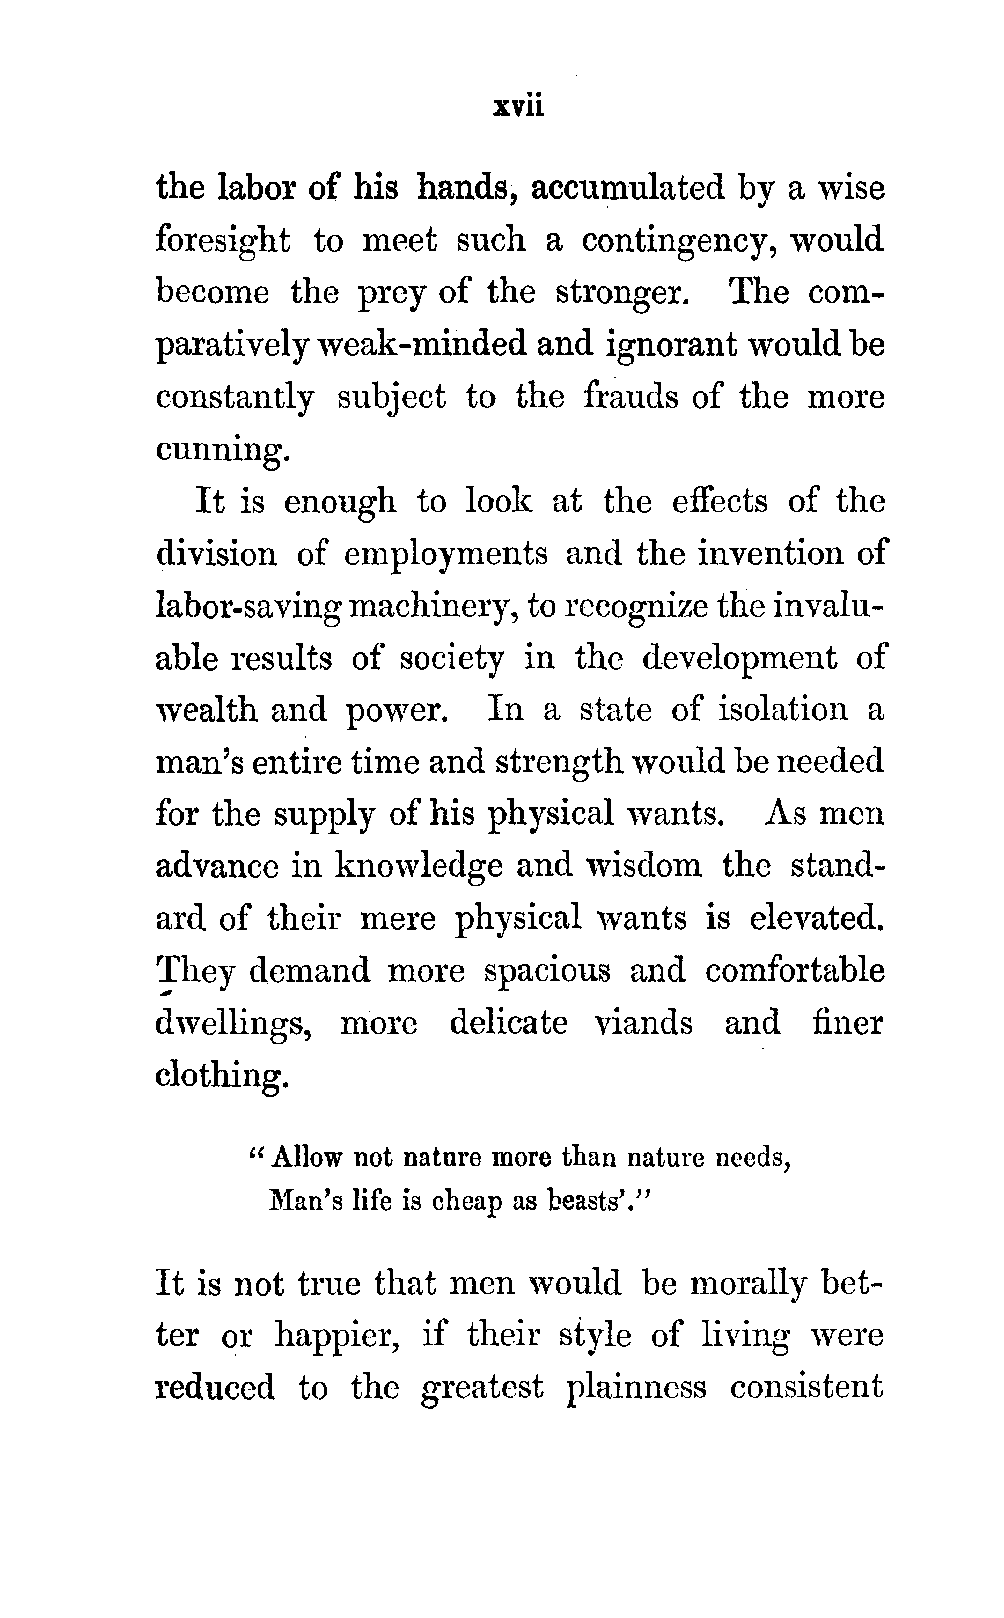 xvii
the labor of his hands, accumulated by a wise
foresight to meet such a contingency, would
become the prey of the stronger. The com-
paratively weak-minded and ignorant would be
constantly subject to the frauds of the more
cunning.
It is enough to look at the effects of the
division of employments and the invention of
labor-saving machinery, to recognize the invalu-
able results of society in the development of
wealth and power. In a state of isolation a
man's entire time and strength would be needed
for the supply of his physical wants. As men
advance in knowledge and wisdom the stand-
ard of their mere physical wants is elevated.
They demand more spacious and comfortable
dwellings, more delicate viands and finer
clothing.
"Allow not nature more than nature needs,
Man's life is cheap as beasts'."
It is not true that men would be morally bet-
ter or happier, if their style of living were
reduced to the greatest plainness consistent